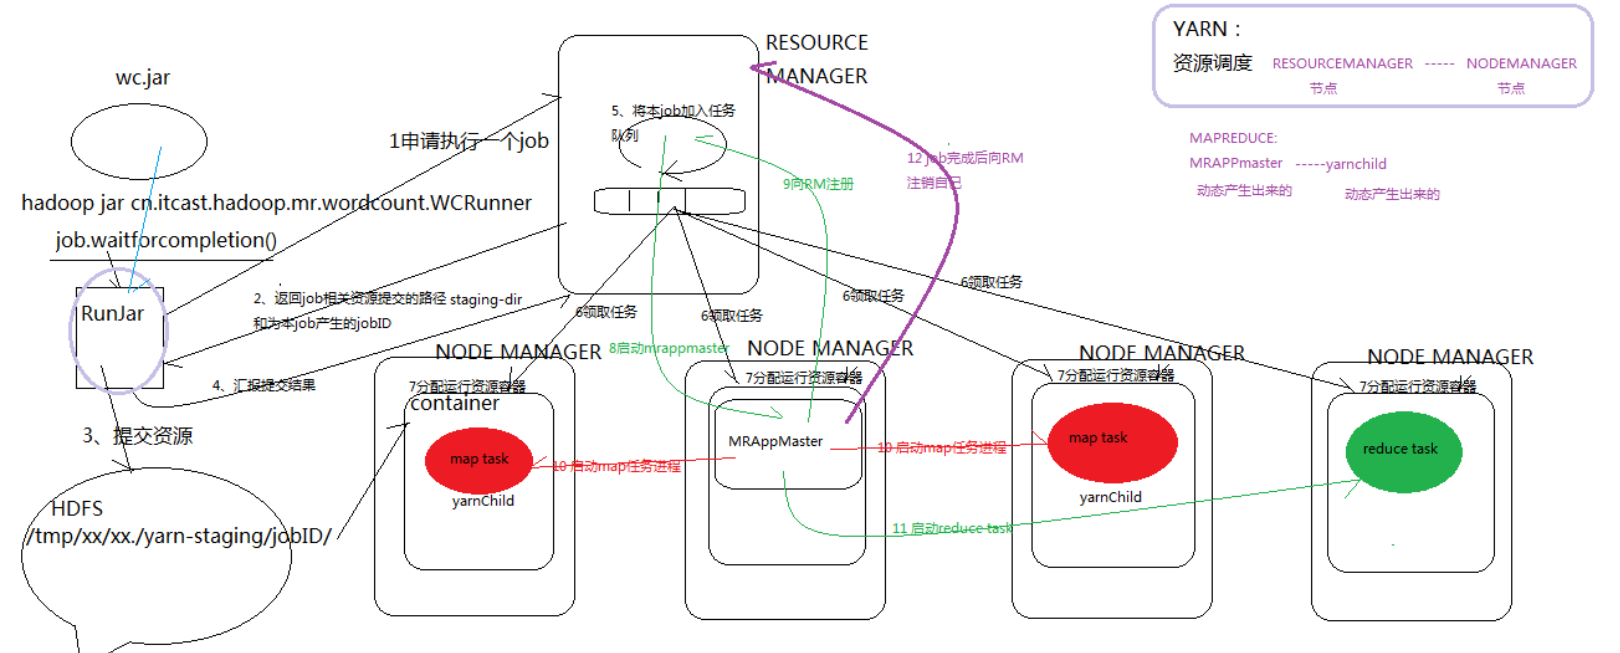 wc.jar
hadoop jar cn.itcast.hadoop.mr.wordcount.WCRunner
job.waitforcompletion()
RunJar
1申请执行一个job
2、返回job相关资源提交的路径 staging-dir
和为本job产生的jobID
4、汇报提交结果
3、提交资源
HDFS
/tmp/xx/xx./yarn-staging/jobID/
RESOURCE
MANAGER
5、将本job加入任务
队列
9向RM注册
12 job完成后向RM
注销自己
6领取任务
6领取任务
6领取任务
6领取任务
8启动mrappmaster
NODE MANAGER
7分配运行资源容器
container
map task
yarnChild
10 启动map任务进程
NODE MANAGER
7分配运行资源容器
MRAppMaster
10 启动map任务进程
11 启动reduce task
NODE MANAGER
7分配运行资源容器
map task
yarnChild
NODE MANAGER
7分配运行资源容器
reduce task
YARN：
资源调度 RESOURCEMANAGER ----- NODEMANAGER
节点 节点
MAPREDUCE:
MRAPPmaster -----yarnchild
动态产生出来的 动态产生出来的